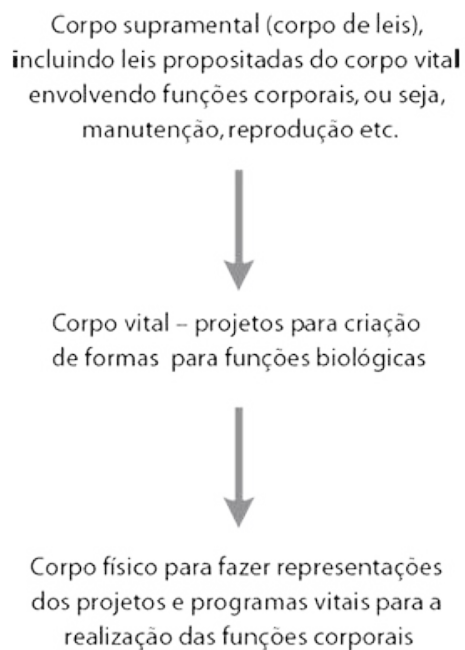 Corpo supramental (corpo de leis),
incluindo leis propositadas do corpo vital
envolvendo funções corporais, ou seja,
manutenção, reprodução etc.
Corpo vital – projetos para criação
de formas para funções biológicas
Corpo físico para fazer representações
dos projetos e programas vitais para a
realização das funções corporais